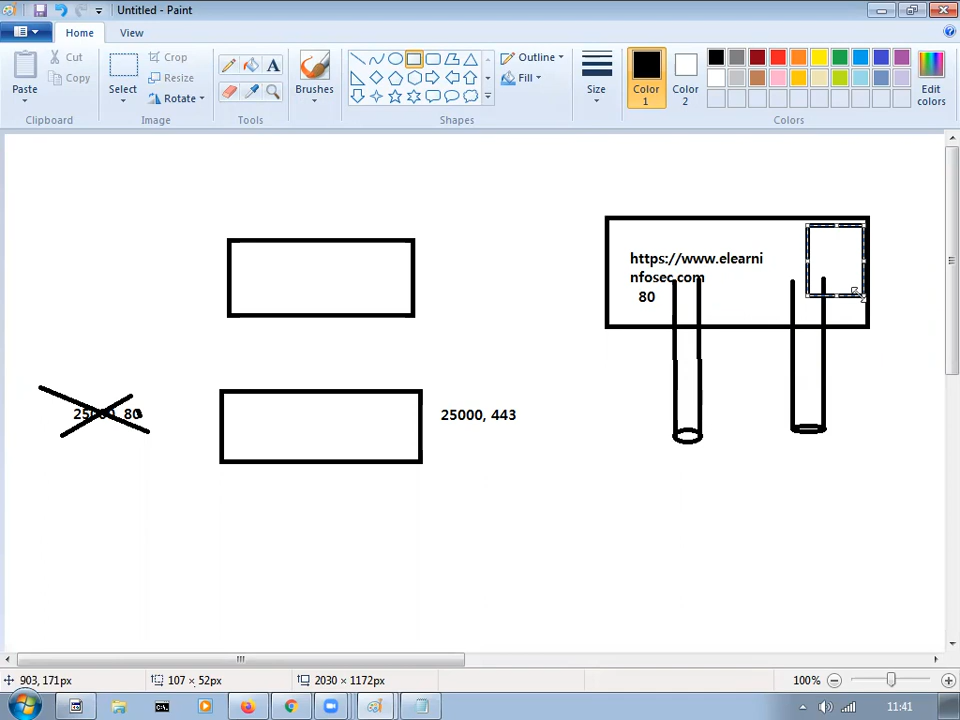 Untitled - Paint
Home
View
Paste
Cut
Copy
Clipboard
Select
Crop
Resize
Rotate
Image
Tools
Brushes
Shapes
Outline
Fill
Size
Color
1
Color
2
Colors
Edit
colors
https://www.elearni
nfosec.com
80
25000, 80
25000, 443
903, 171px
107 × 52px
2030 × 1172px
100%
11:41